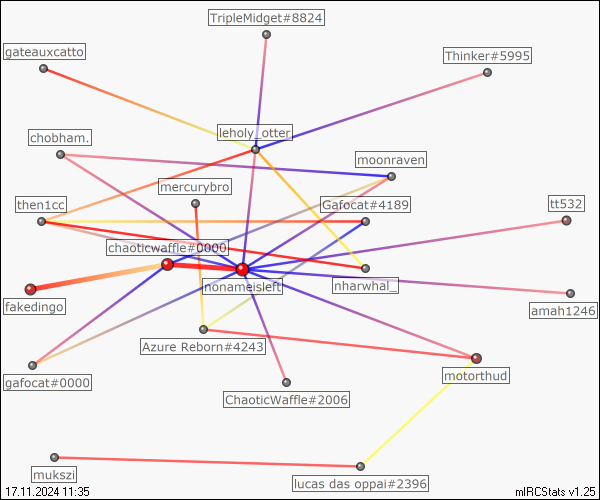 TripleMidget#8824
gateauxcatto
Thinker#5995
leholy_otter
chobham.
moonraven
mercurybro
then1cc
Gafocat#4189
tt532
chaoticwaffle#0000
nonameisleft
nharwhal_
fakedingo
amah1246
Azure Reborn#4243
gafocat#0000
motorthud
ChaoticWaffle#2006
mukszi
lucas das oppai#2396
17.11.2024 11:35
mIRCStats v1.25